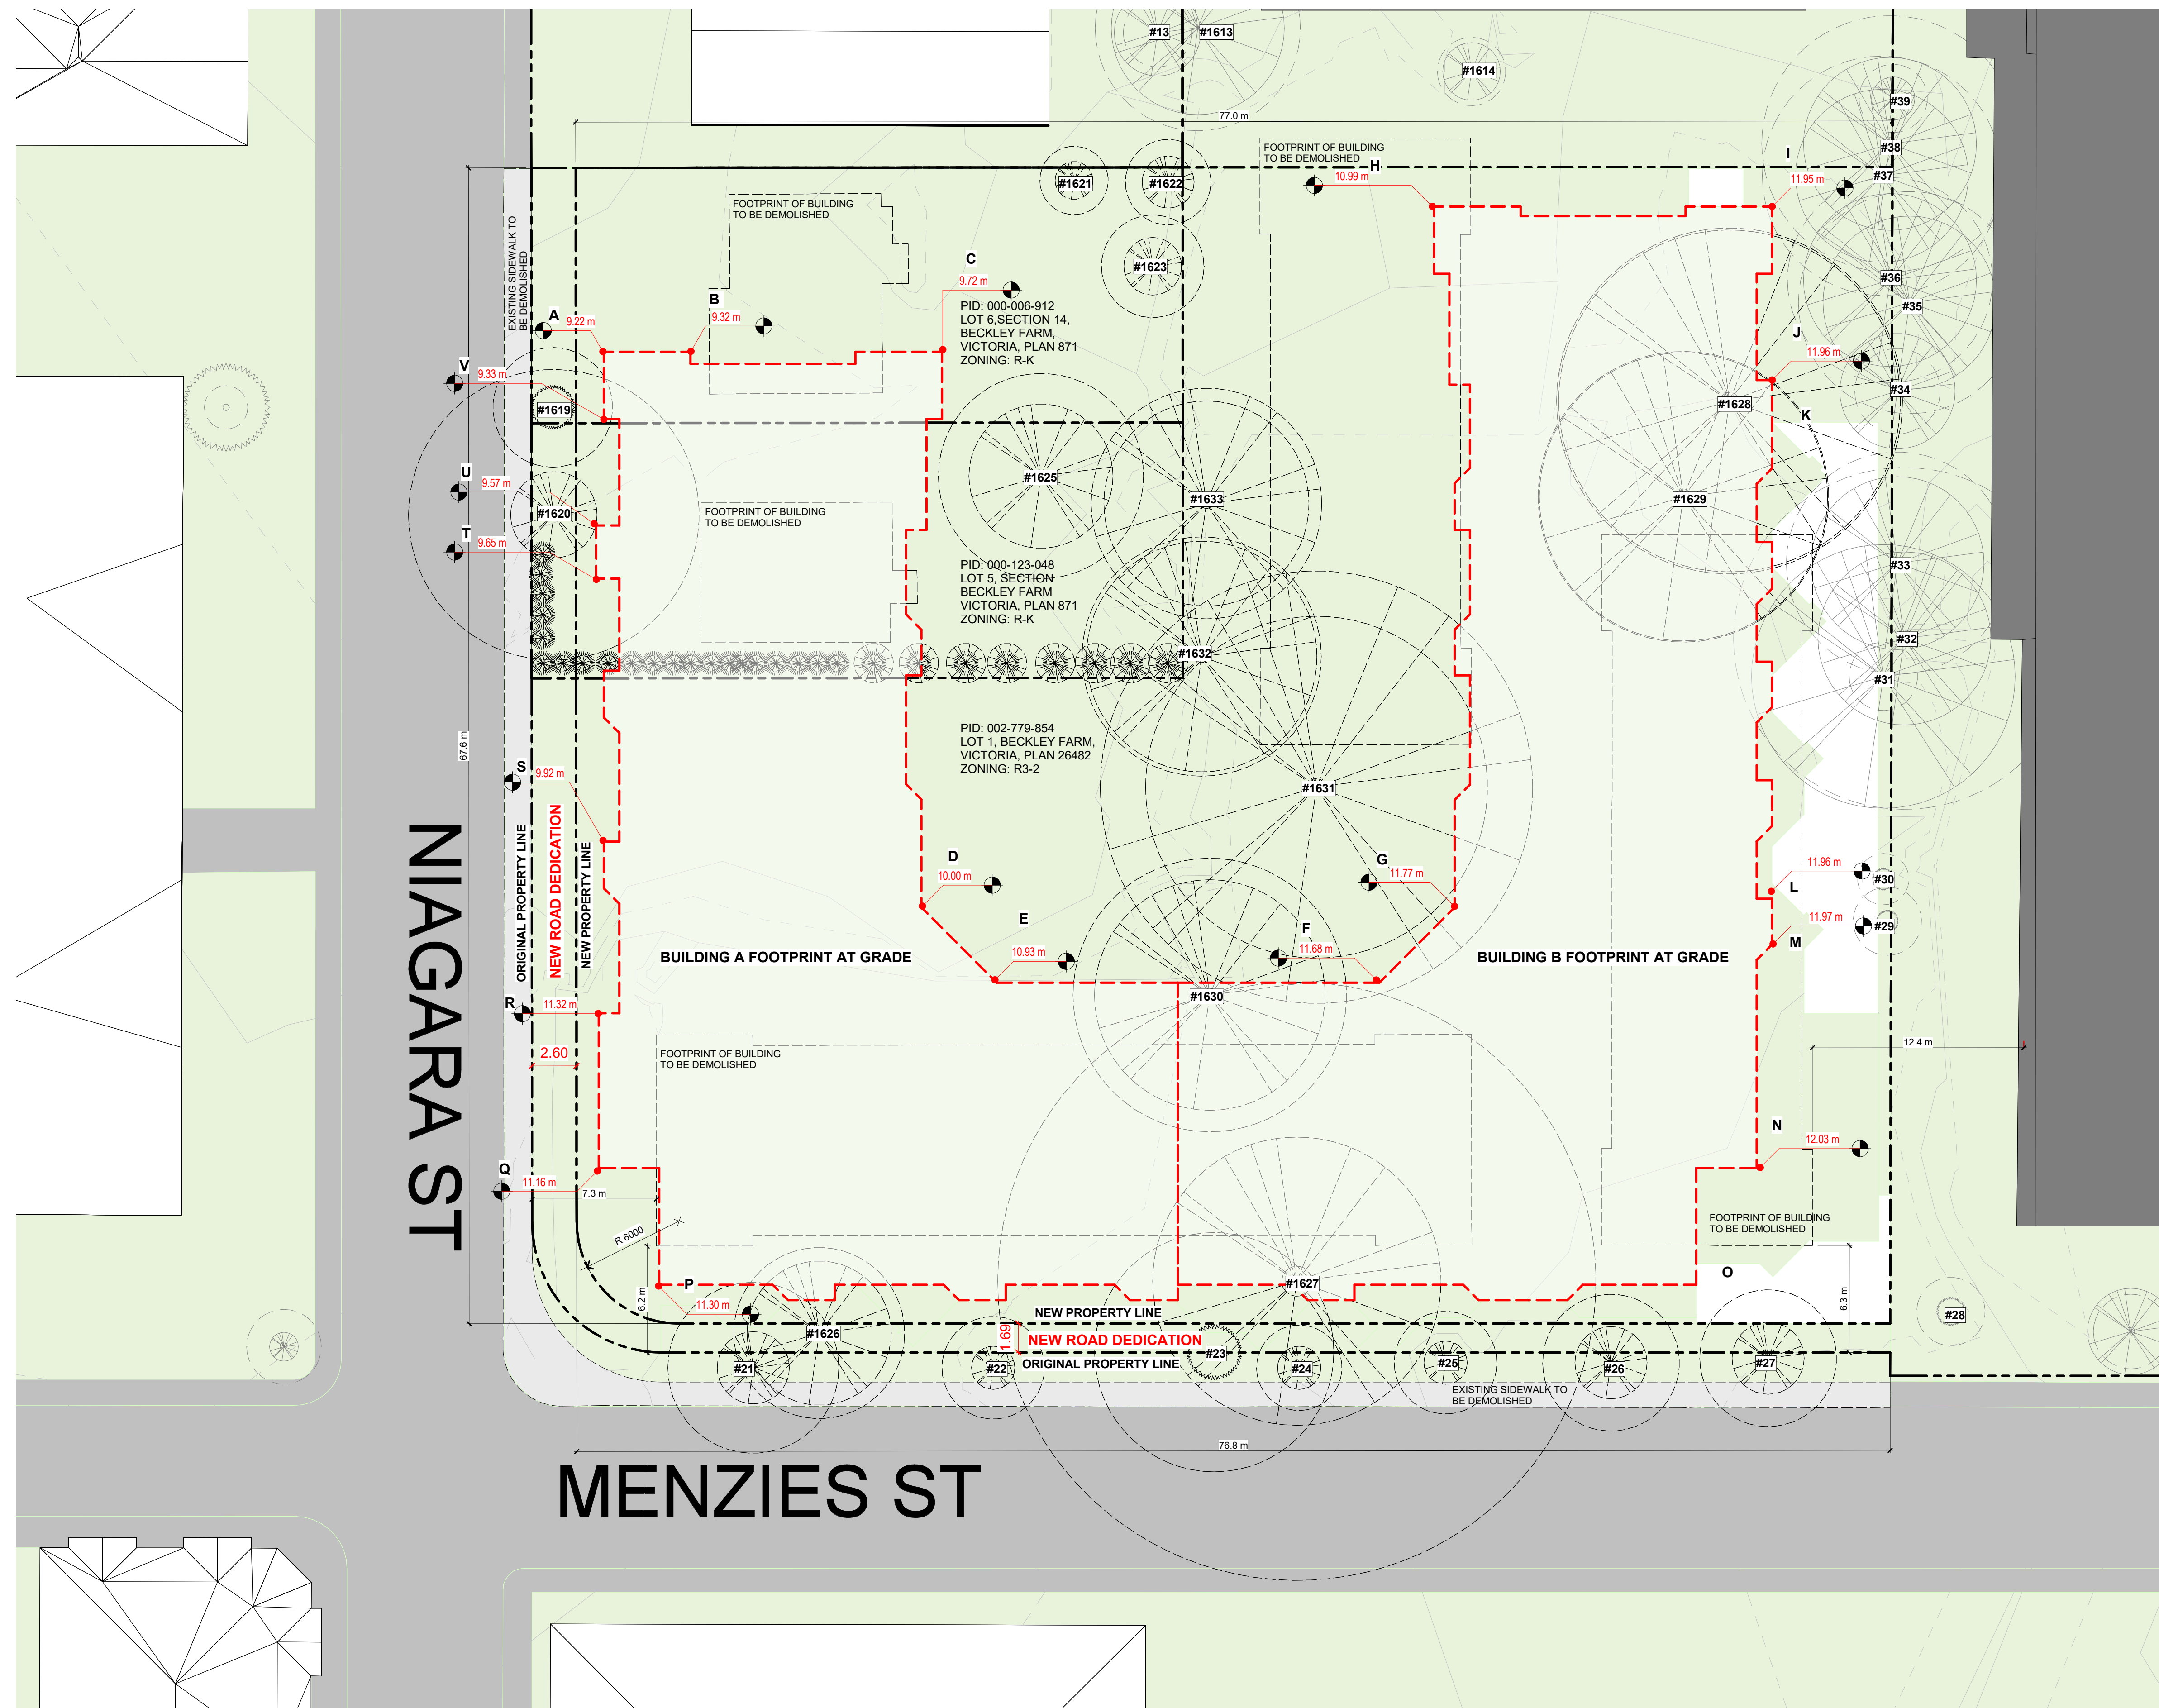 #13
#1613
#1614
#39
77.0 m
FOOTPRINT OF BUILDING
TO BE DEMOLISHED
H
10.99 m
I
11.95 m
#38
#37
#1621
#1622
FOOTPRINT OF BUILDING
TO BE DEMOLISHED
EXISTING SIDEWALK TO
BE DEMOLISHED
#1623
C
9.72 m
#36
#35
A
9.22 m
B
9.32 m
PID: 000-006-912
LOT 6,SECTION 14,
BECKLEY FARM,
VICTORIA, PLAN 871
ZONING: R-K
J
11.96 m
V
9.33 m
#1619
#34
#1628
K
U
9.57 m
#1620
#1625
#1633
#1629
FOOTPRINT OF BUILDING
TO BE DEMOLISHED
T
9.65 m
PID: 000-123-048
LOT 5, SECTION
BECKLEY FARM
VICTORIA, PLAN 871
ZONING: R-K
#33
#32
#1632
#31
67.6 m
PID: 002-779-854
LOT 1, BECKLEY FARM,
VICTORIA, PLAN 26482
ZONING: R3-2
S
9.92 m
#1631
ORIGINAL PROPERTY LINE
NEW ROAD DEDICATION
NEW PROPERTY LINE
NIAGARA ST
D
10.00 m
G
11.77 m
11.96 m
L
#30
E
10.93 m
F
11.68 m
11.97 m
M
#29
BUILDING A FOOTPRINT AT GRADE
BUILDING B FOOTPRINT AT GRADE
#1630
R
11.32 m
2.60
FOOTPRINT OF BUILDING
TO BE DEMOLISHED
12.4 m
N
12.03 m
Q
11.16 m
7.3 m
R 6000
FOOTPRINT OF BUILDING
TO BE DEMOLISHED
O
P
11.30 m
6.2 m
#1627
6.3 m
#28
NEW PROPERTY LINE
1.69
NEW ROAD DEDICATION
ORIGINAL PROPERTY LINE
#1626
#21
#22
#23
#24
#25
#26
#27
EXISTING SIDEWALK TO
BE DEMOLISHED
76.8 m
MENZIES ST